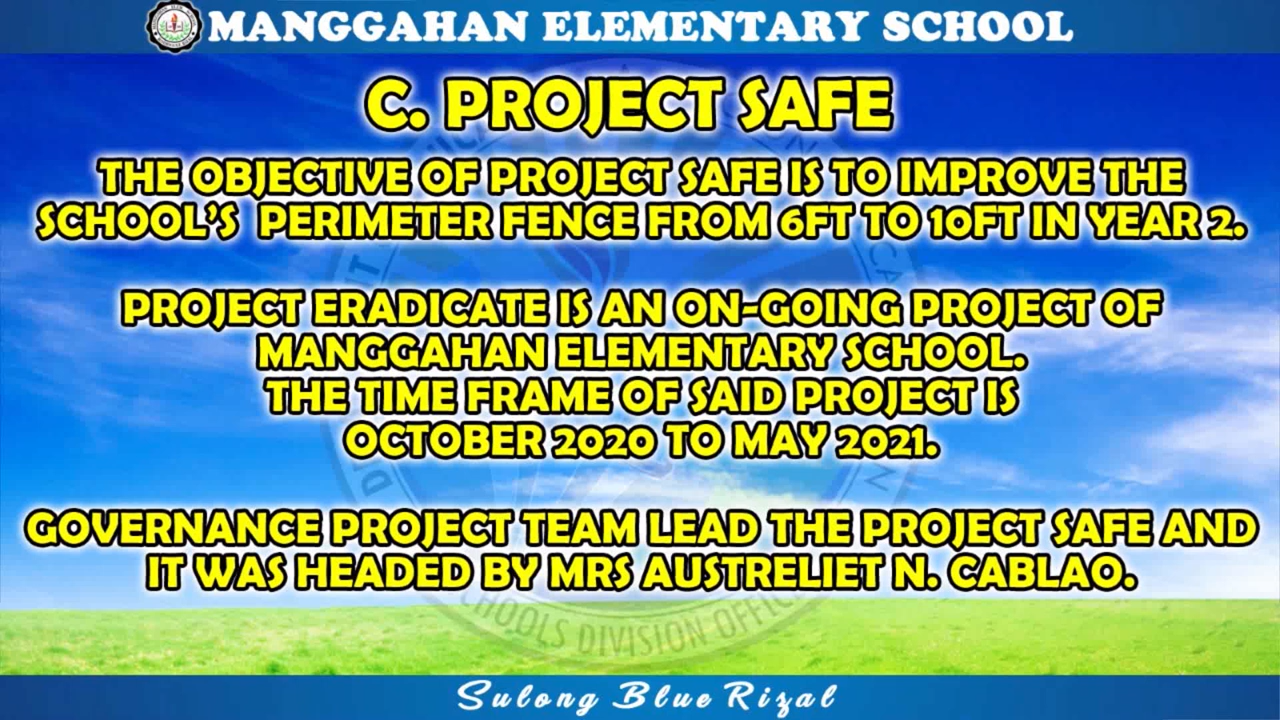 MANGGAHAN ELEMENTARY SCHOOL
C. PROJECT SAFE
THE OBJECTIVE OF PROJECT SAFE IS TO IMPROVE THE
SCHOOL'S PERIMETER FENCE FROM 6FT TO 10FT IN YEAR 2.
PROJECT ERADICATE IS AN ON-GOING PROJECT OF
MANGGAHAN ELEMENTARY SCHOOL.
THE TIME FRAME OF SAID PROJECT IS
OCTOBER 2020 TO MAY 2021.
GOVERNANCE PROJECT TEAM LEAD THE PROJECT SAFE AND
IT WAS HEADED BY MRS AUSTRELIET N. CABLAO.
SCHOOLS DIVISION OFFIC
Sulong Blue Rizal